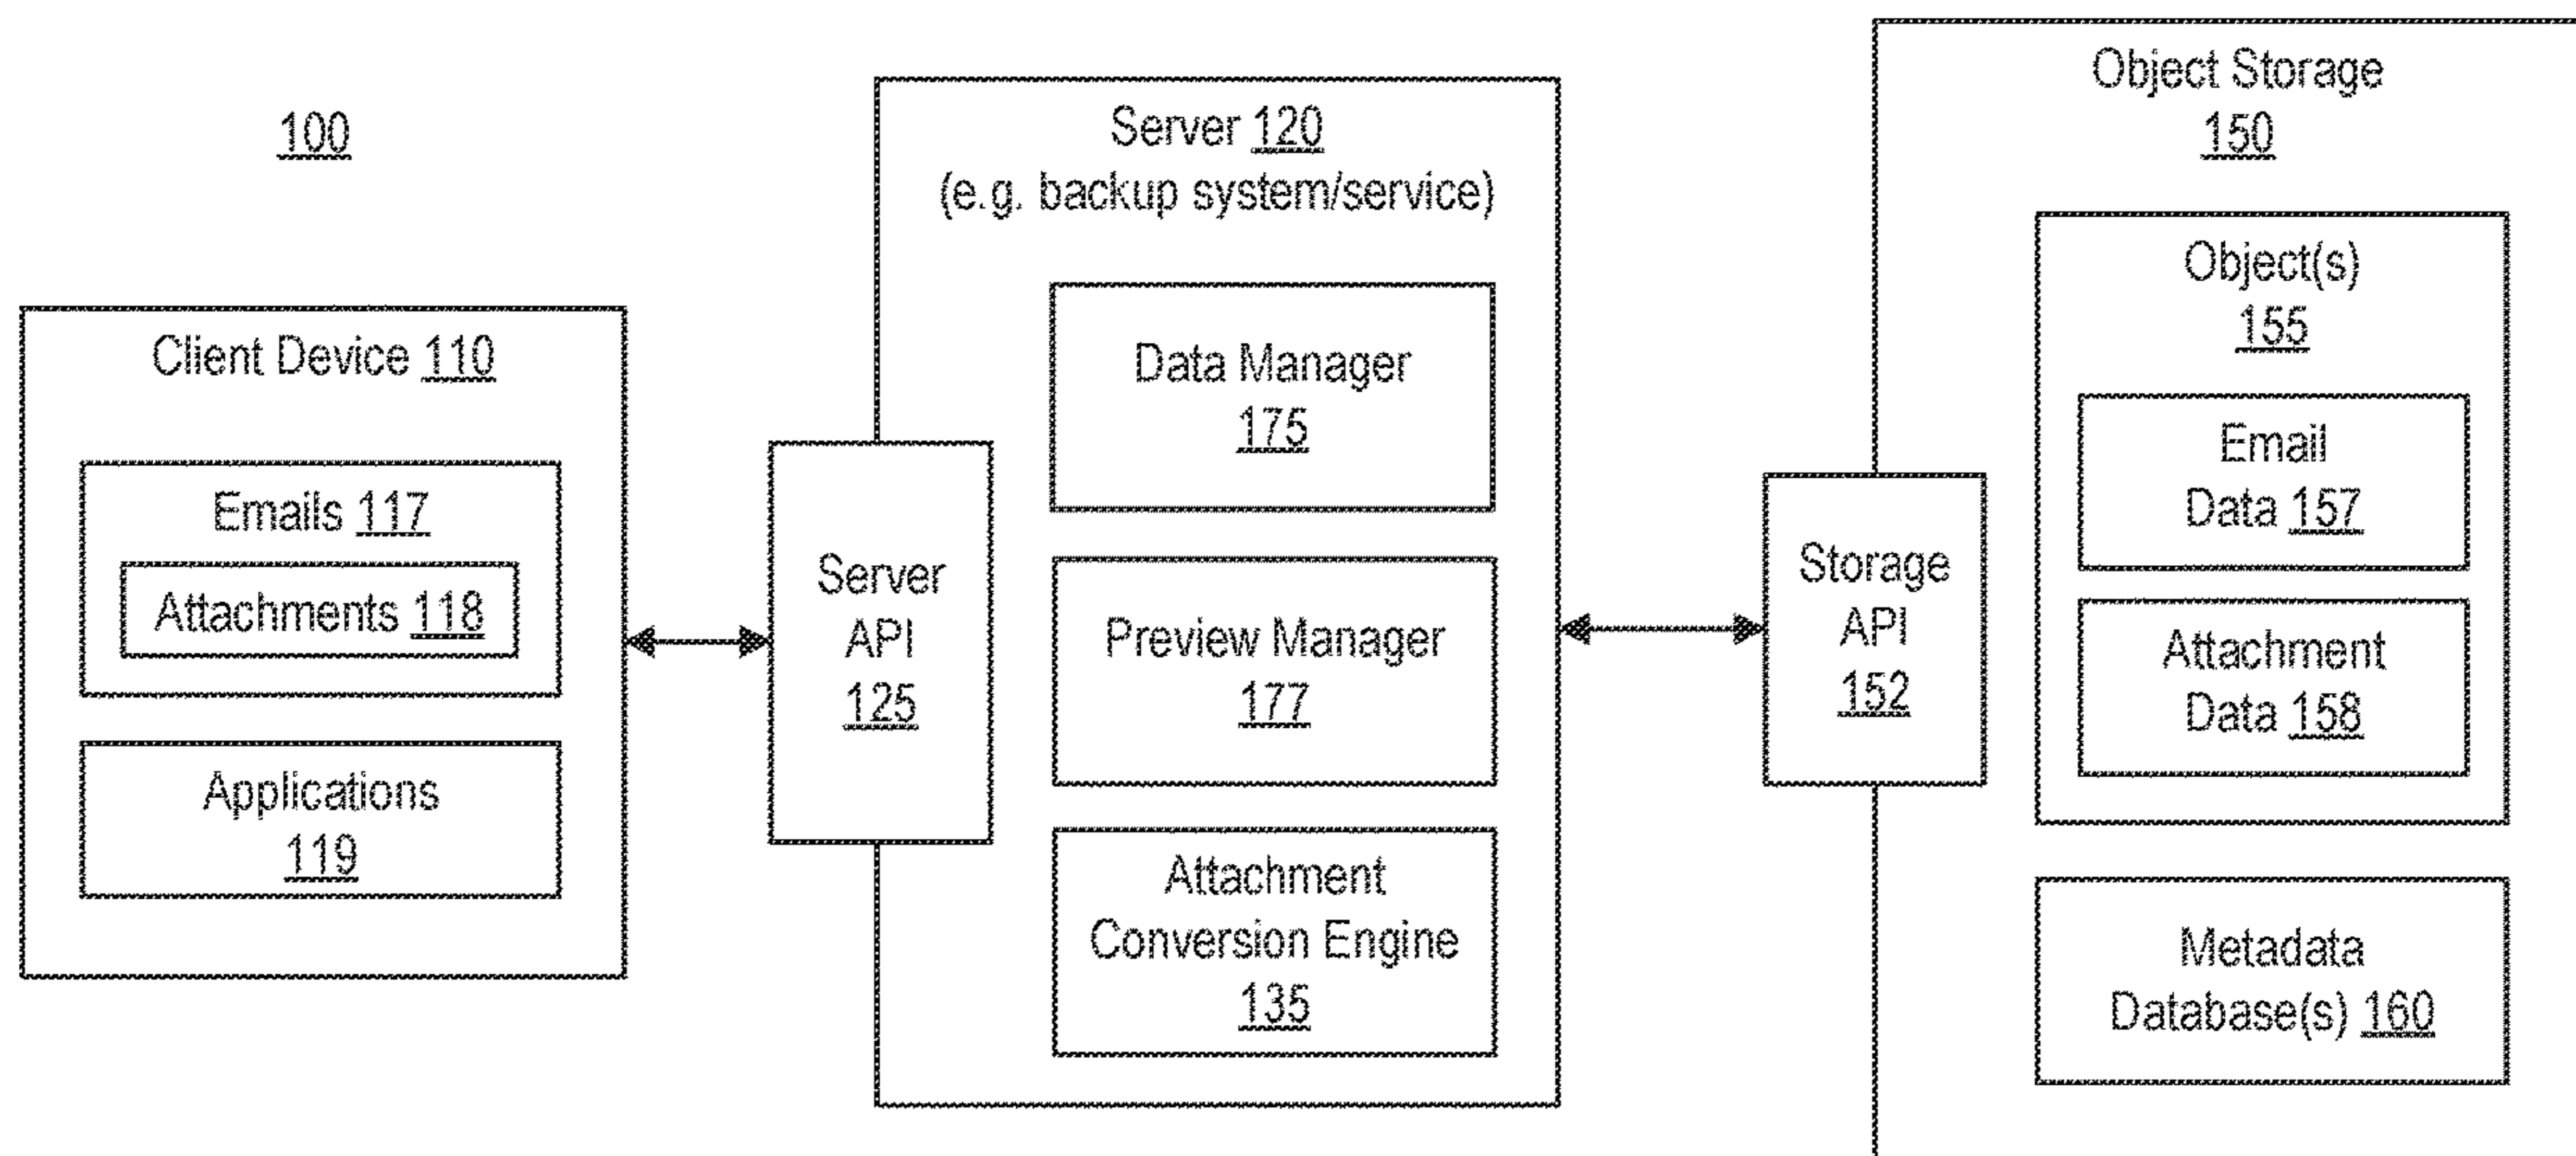 100
Client Device 110
Emails 117
Attachments 118
Applications
119
Server
API
125
Server 120
(e.g. backup system/service)
Data Manager
175
Preview Manager
177
Attachment
Conversion Engine
135
Storage
API
152
Object Storage
150
Object(s)
155
Email
Data 157
Attachment
Data 158
Metadata
Database(s) 160